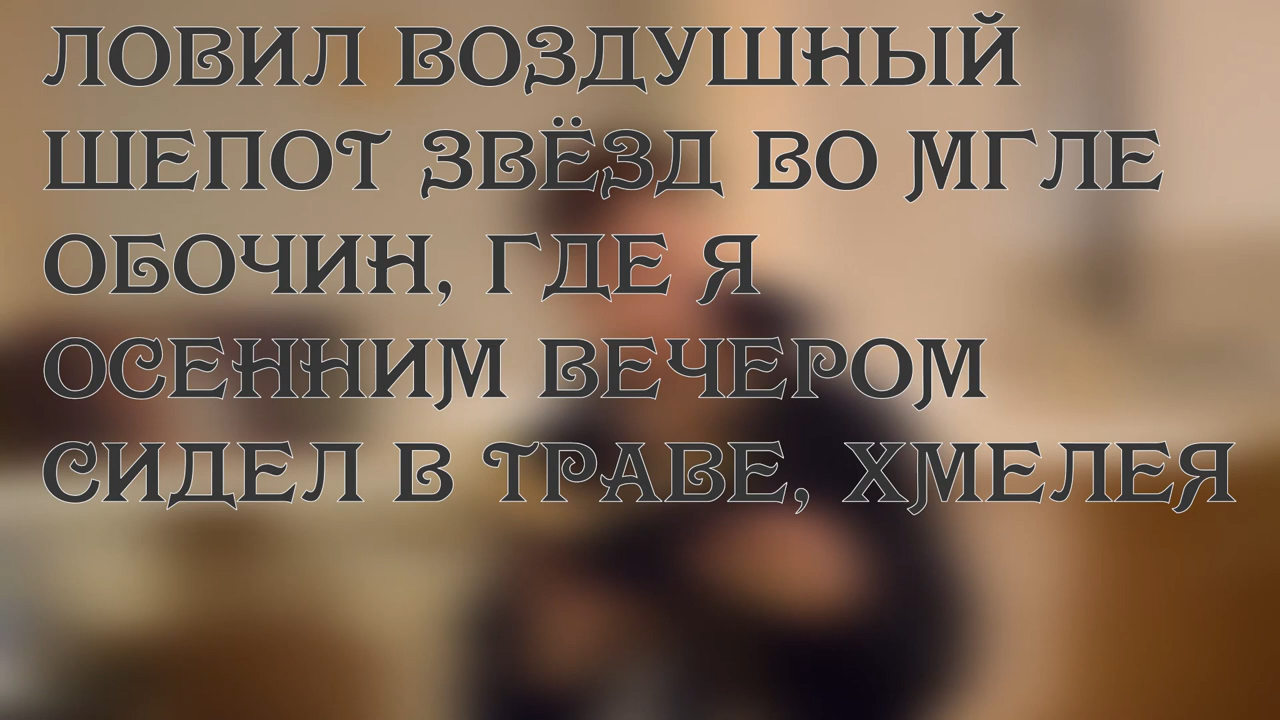 ЛОВИЛ ВОЗДУШНЫЙ
ШЕПОТ ЗВЁЗД ВО МГЛЕ
ОБОЧИН, ГДЕ Я
ОСЕННИМ ВЕЧЕРОМ
СИДЕЛ В ТРАВЕ, ХМЕЛЕЯ